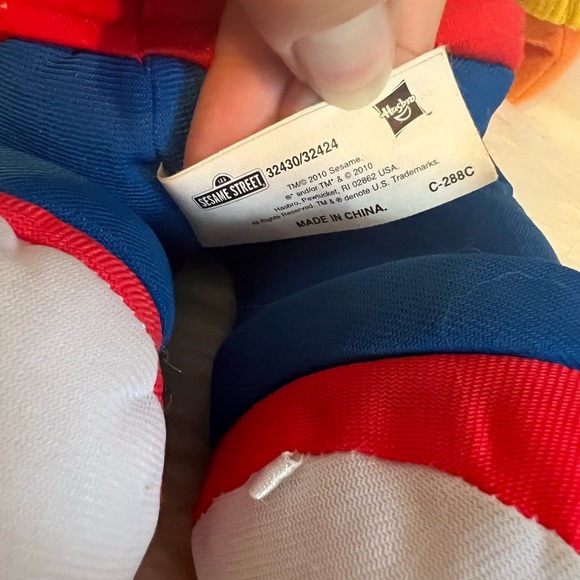 123
SESAME STREET
32430/32424
Hasbro
TM/© 2010 Sesame.
® and/or TM* & © 2010
Hasbro, Pawtucket, RI 02862 USA.
All Rights Reserved. TM & ® denote U.S. Trademarks.
MADE IN CHINA.
C-288C